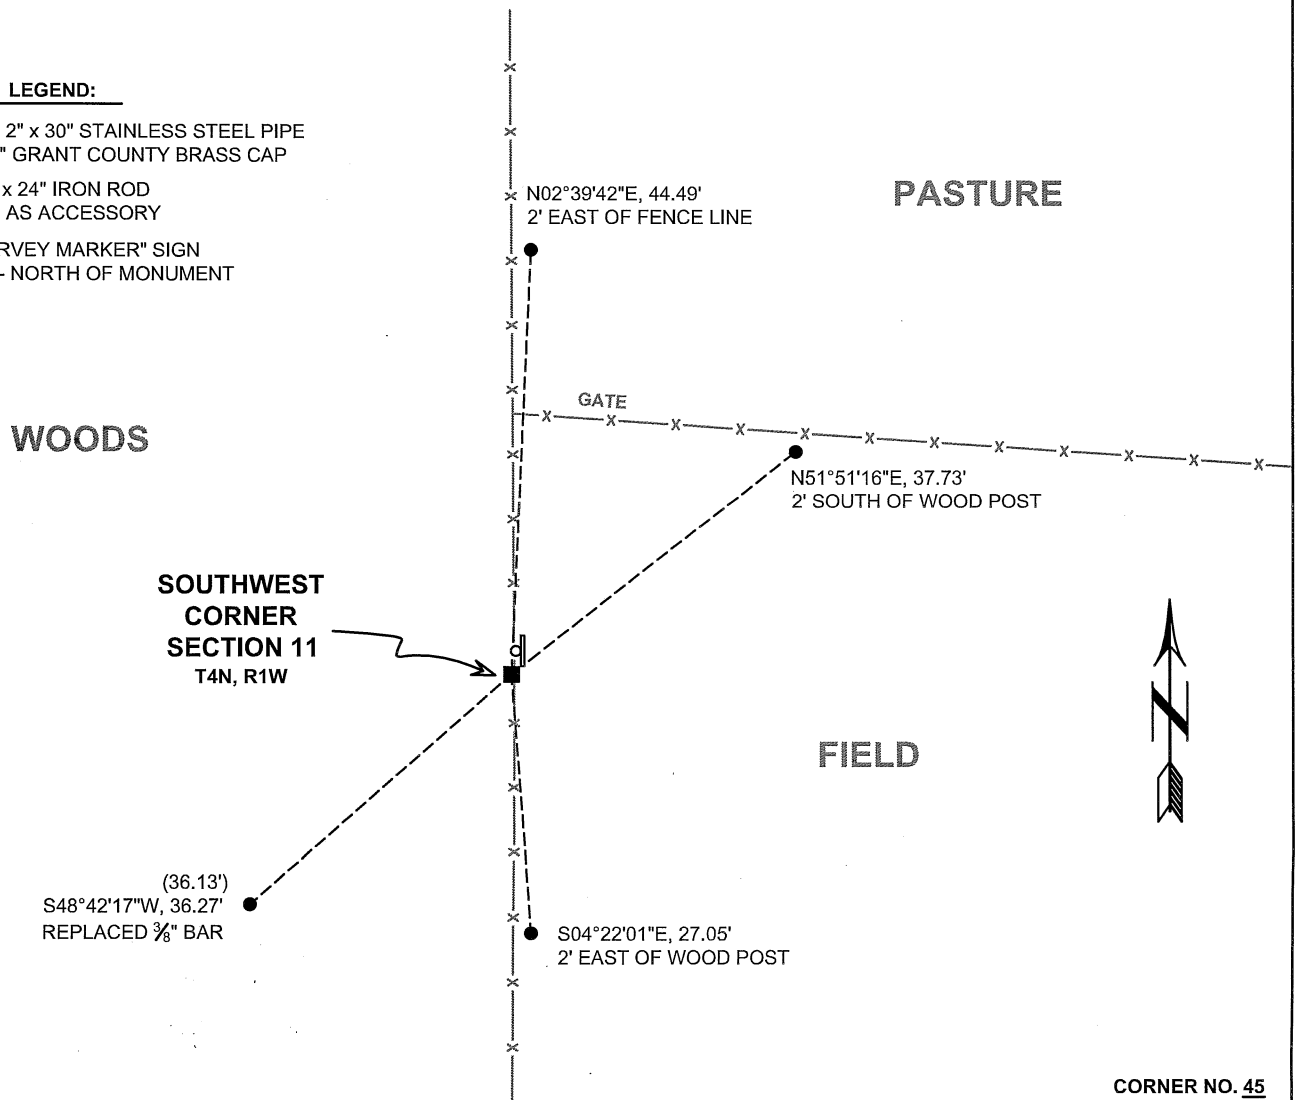 LEGEND:
2" x 30" STAINLESS STEEL PIPE
" GRANT COUNTY BRASS CAP
x 24" IRON ROD
AS ACCESSORY
RVEY MARKER" SIGN
- NORTH OF MONUMENT
N02°39'42"E, 44.49'
2' EAST OF FENCE LINE
PASTURE
GATE
WOODS
N51°51'16"E, 37.73'
2' SOUTH OF WOOD POST
SOUTHWEST
CORNER
SECTION 11
T4N, R1W
N
FIELD
(36.13')
S48°42'17"W, 36.27'
REPLACED ⅜" BAR
S04°22'01"E, 27.05'
2' EAST OF WOOD POST
CORNER NO. 45